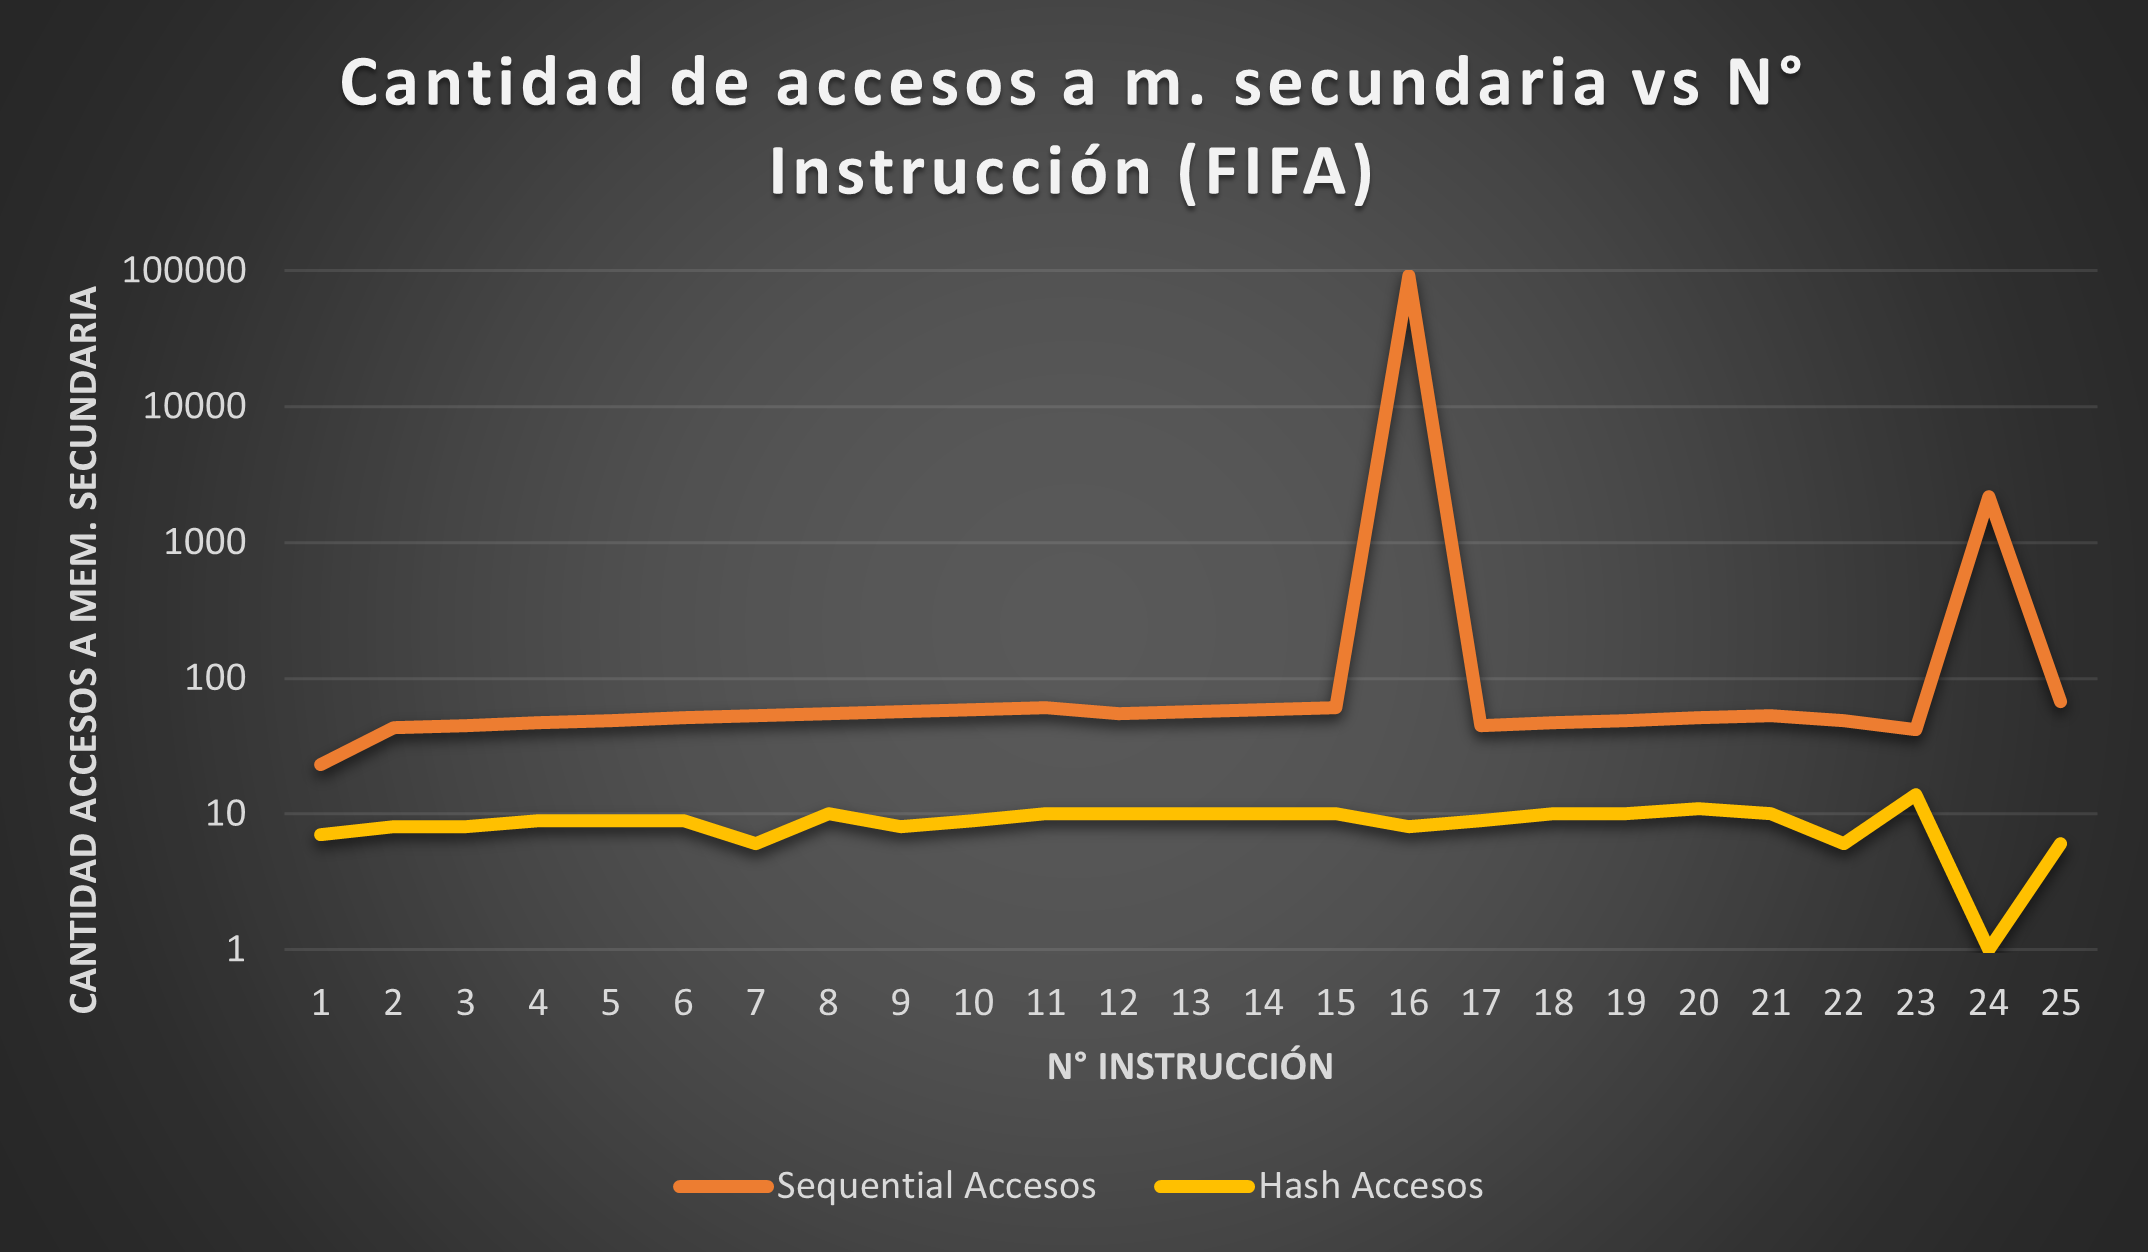 Cantidad de accesos a m. secundaria vs N°
Instrucción (FIFA)
CANTIDAD ACCESOS A MEM. SECUNDARIA
100000
10000
1000
100
10
1
1 2 3 4 5 6 7 8 9 10 11 12 13 14 15 16 17 18 19 20 21 22 23 24 25
N° INSTRUCCIÓN
Sequential Accesos Hash Accesos